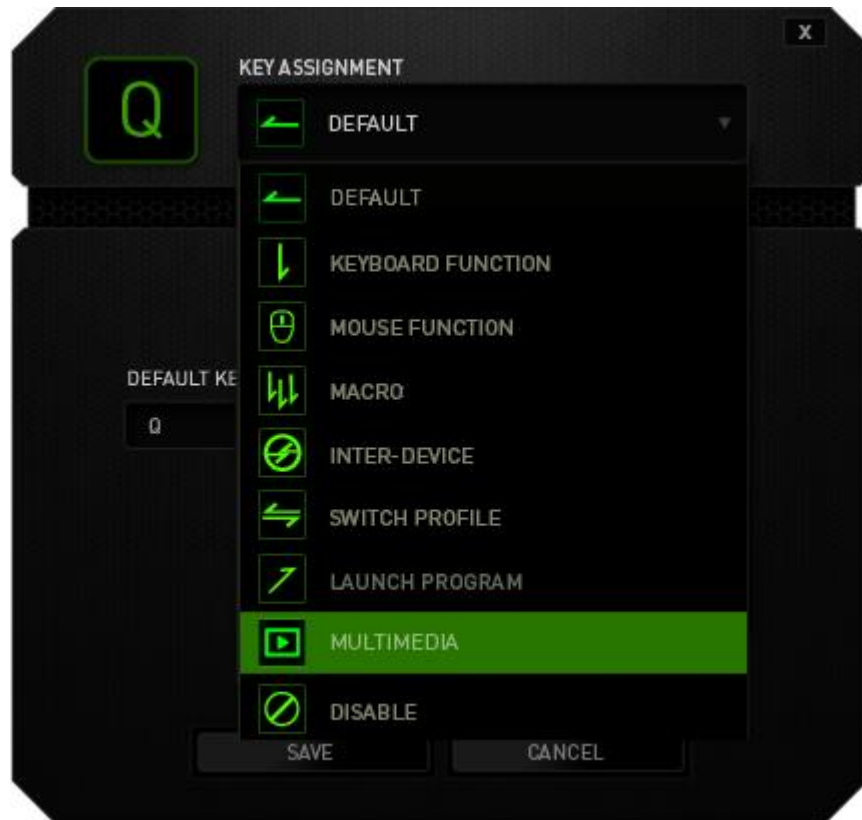 X
KEY ASSIGNMENT
Q
DEFAULT
DEFAULT
KEYBOARD FUNCTION
MOUSE FUNCTION
DEFAULT KE
MACRO
Q
INTER-DEVICE
SWITCH PROFILE
LAUNCH PROGRAM
MULTIMEDIA
DISABLE
SAVE CANCEL